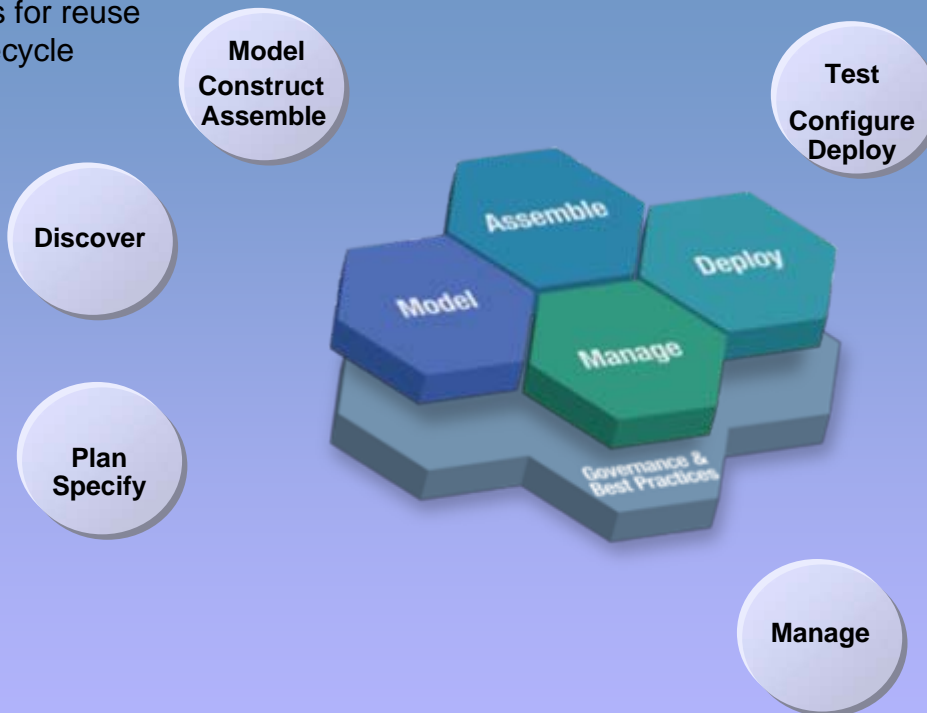 s for reuse
ecycle
Model
Construct
Assemble
Test
Configure
Deploy
Discover
Assemble
Deploy
Model
Manage
Plan
Specify
Governance &
Best Practices
Manage